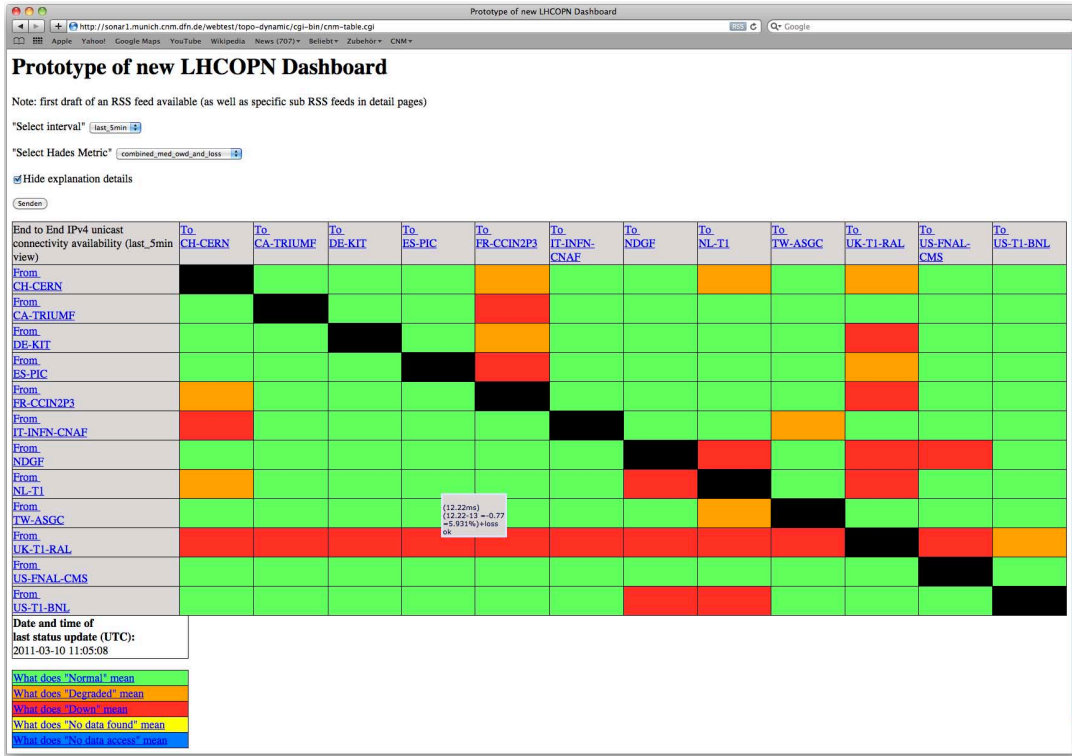 Prototype of new LHCOPN Dashboard
http://sonar1.munich.cnm.dfn.de/webtest/topo-dynamic/cgi-bin/cnm-table.cgi
RSS
Google
Apple Yahoo! Google Maps YouTube Wikipedia News (707) Beliebt Zubehör CNM
Prototype of new LHCOPN Dashboard
Note: first draft of an RSS feed available (as well as specific sub RSS feeds in detail pages)
"Select interval" last_5min
"Select Hades Metric" combined_med_owd_and_loss
Hide explanation details
Senden
End to End IPv4 unicast
connectivity availability (last_5min
view)
To
CH-CERN
To
CA-TRIUMF
To
DE-KIT
To
ES-PIC
To
FR-CCIN2P3
To
IT-INFN-
CNAF
To
NDGF
To
NL-T1
To
TW-ASGC
To
UK-T1-RAL
To
US-FNAL-
CMS
To
US-T1-BNL
From
CH-CERN
From
CA-TRIUMF
From
DE-KIT
From
ES-PIC
From
FR-CCIN2P3
From
IT-INFN-CNAF
From
NDGF
From
NL-T1
(12.22ms)
(12.22-13 =-0.77
=5.931%)+loss
ok
From
TW-ASGC
From
UK-T1-RAL
From
US-FNAL-CMS
From
US-T1-BNL
Date and time of
last status update (UTC):
2011-03-10 11:05:08
What does "Normal" mean
What does "Degraded" mean
What does "Down" mean
What does "No data found" mean
What does "No data access" mean